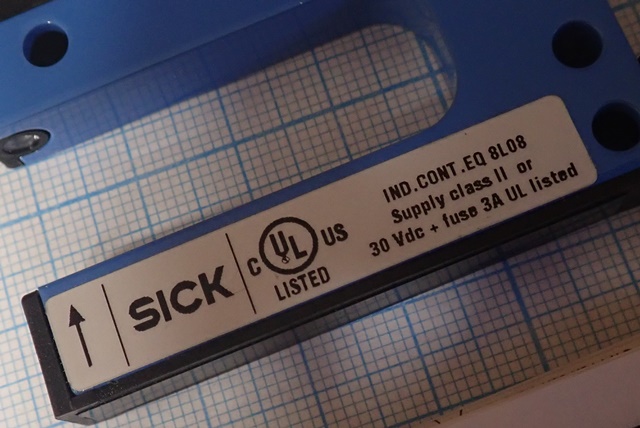 SICK
C UL US
LISTED
IND.CONT.EQ 8L08
Supply class II or
30 Vdc + fuse 3A UL listed